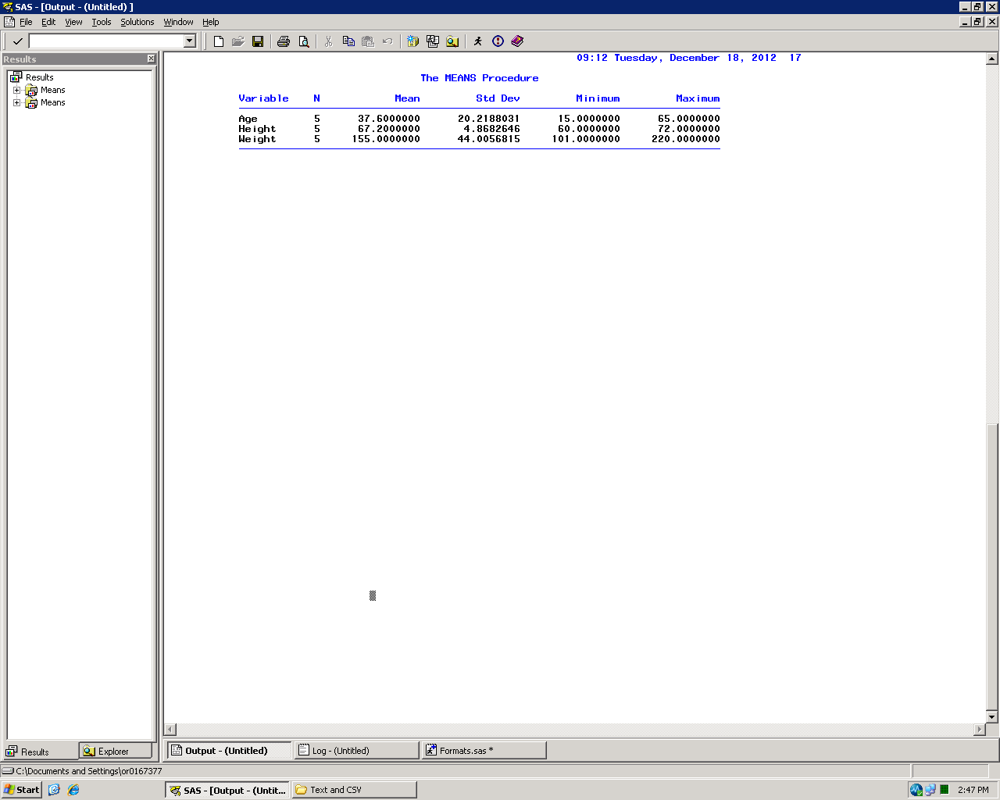 SAS - [Output - (Untitled) ]
File Edit View Tools Solutions Window Help
Results
Results
Means
Means
09:12 Tuesday, December 18, 2012 17
The MEANS Procedure
Variable N Mean Std Dev Minimum Maximum
Age 5 37.6000000 20.2188031 15.0000000 65.0000000
Height 5 67.2000000 4.8682646 60.0000000 72.0000000
Weight 5 155.0000000 44.0056815 101.0000000 220.0000000
Results Explorer
Output - (Untitled) Log - (Untitled) Formats.sas *
C:\Documents and Settings\or0167377
Start SAS - [Output - (Untit... Text and CSV 2:47 PM